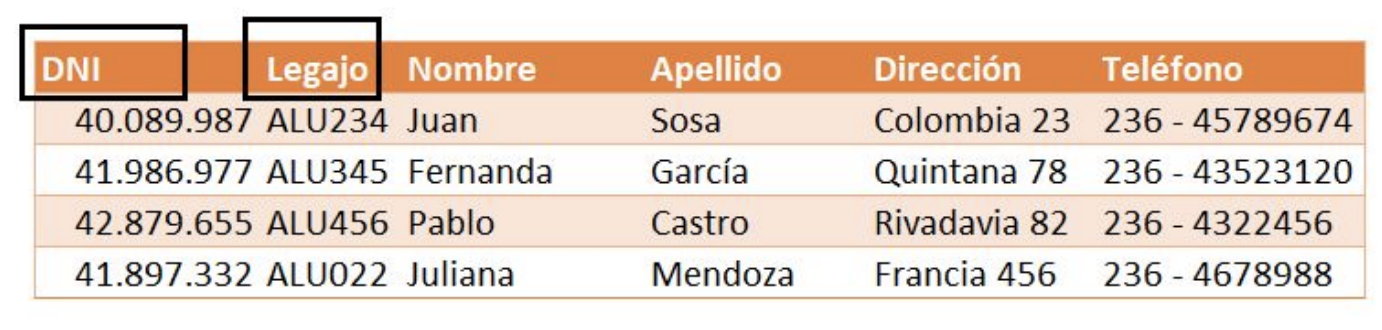 DNI Legajo Nombre Apellido Dirección Teléfono
40.089.987 ALU234 Juan Sosa Colombia 23 236 - 45789674
41.986.977 ALU345 Fernanda García Quintana 78 236 - 43523120
42.879.655 ALU456 Pablo Castro Rivadavia 82 236 - 4322456
41.897.332 ALU022 Juliana Mendoza Francia 456 236 - 4678988